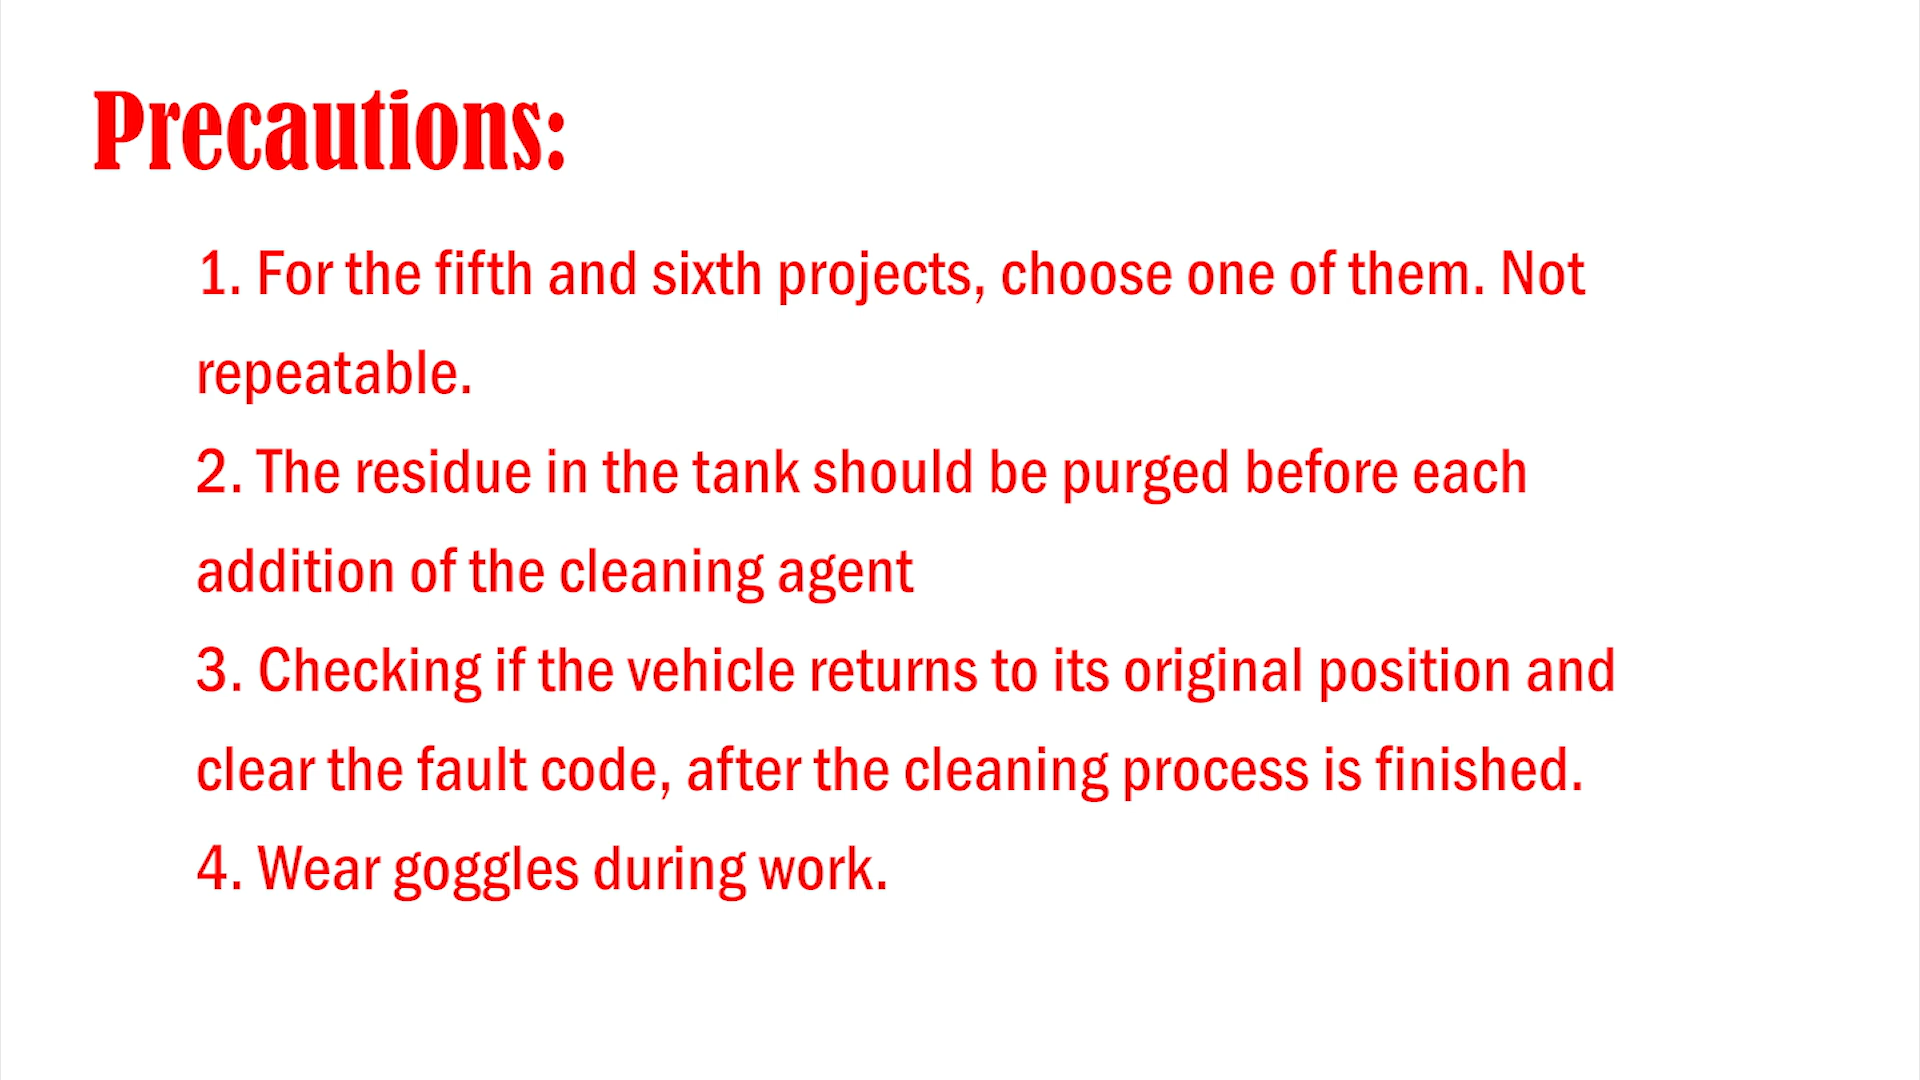 Precautions:
1. For the fifth and sixth projects, choose one of them. Not
repeatable.
2. The residue in the tank should be purged before each
addition of the cleaning agent
3. Checking if the vehicle returns to its original position and
clear the fault code, after the cleaning process is finished.
4. Wear goggles during work.